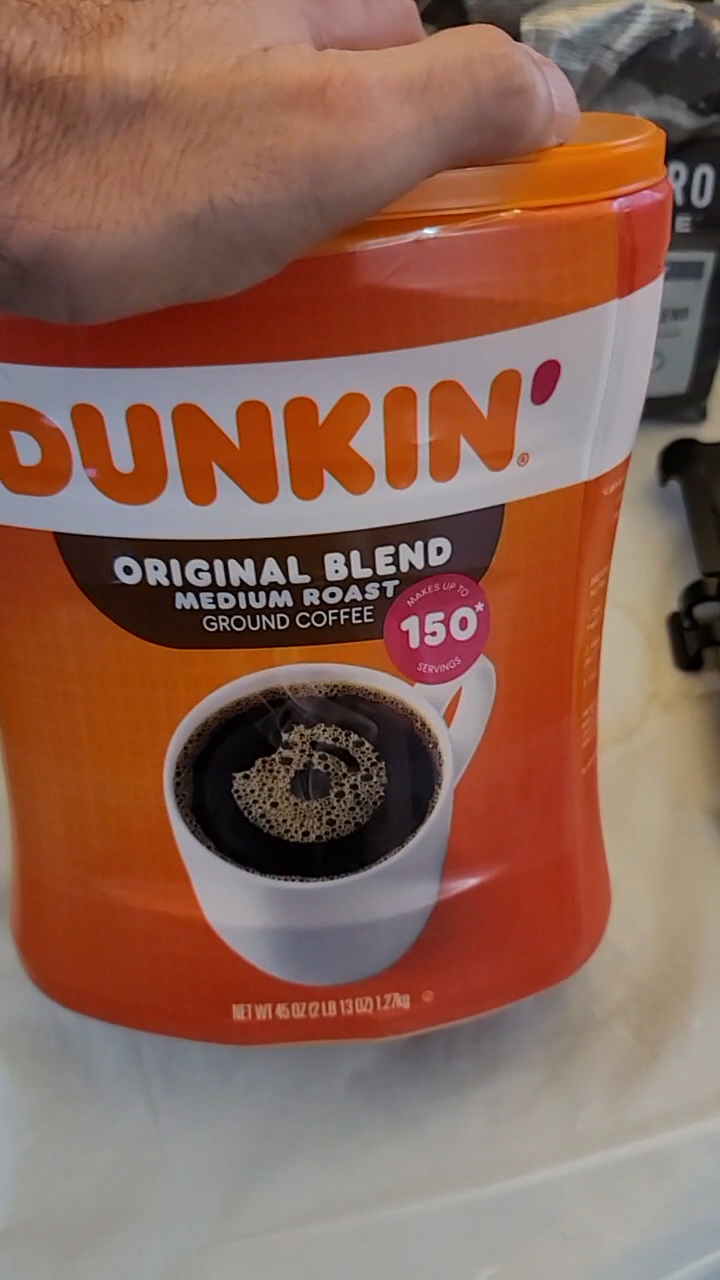 DUNKIN'®
ORIGINAL BLEND
MEDIUM ROAST
GROUND COFFEE
MAKES UP TO
150*
SERVINGS
NET WT 45 OZ (2 LB 13 OZ) 1.27kg
RO
E